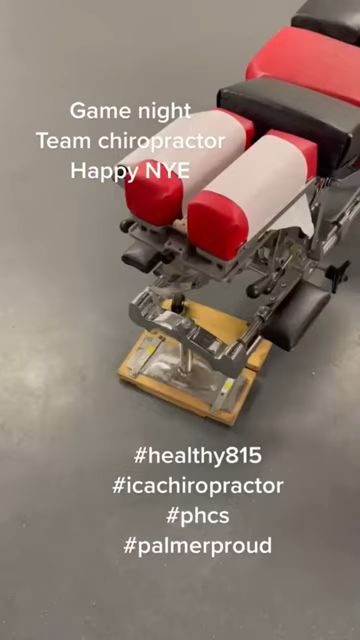 Game night
Team chiropractor
Happy NYE
#healthy815
#icachiropractor
#phcs
#palmerproud